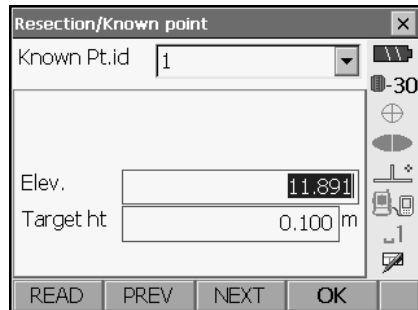 Resection/Known point
Known Pt.id 1
-30
Elev. 11.891
Target ht 0.100 m
1
READ PREV NEXT OK